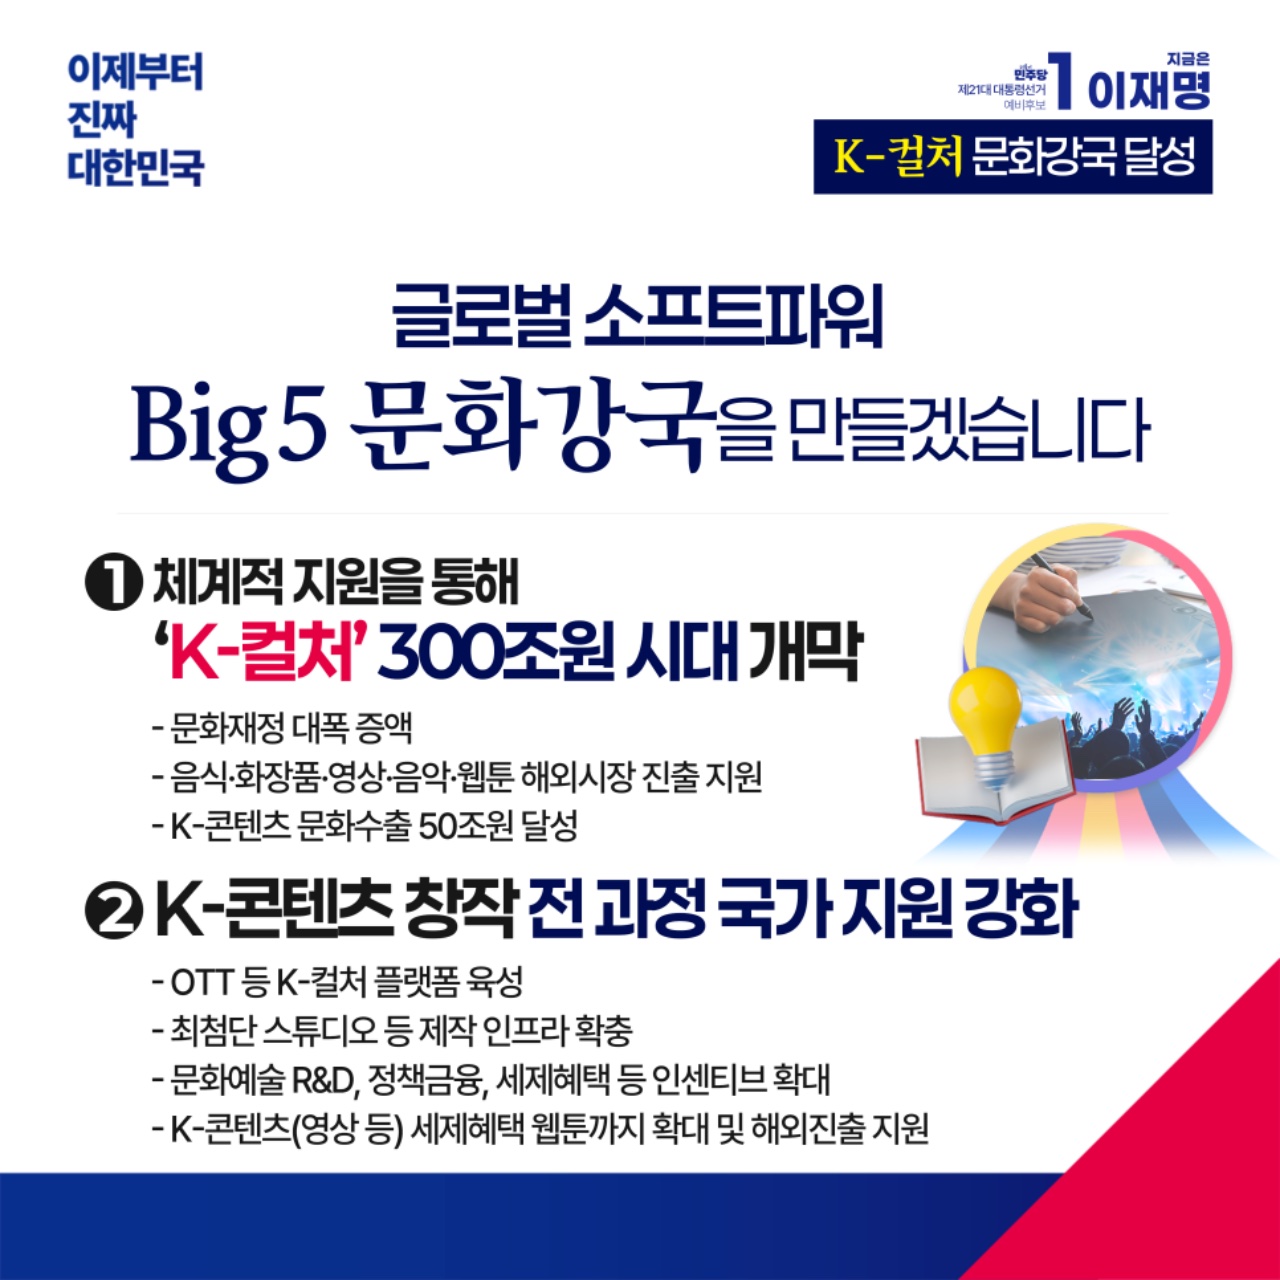 이제부터
진짜
대한민국
민주당
제21대 대통령선거
예비후보
1
지금은
이재명
K-컬처 문화강국 달성
글로벌 소프트파워
Big5 문화강국을 만들겠습니다
1 체계적 지원을 통해
‘K-컬처’ 300조원 시대 개막
- 문화재정 대폭 증액
- 음식·화장품·영상·음악·웹툰 해외시장 진출 지원
- K-콘텐츠 문화수출 50조원 달성
2 K-콘텐츠 창작 전 과정 국가 지원 강화
- OTT 등 K-컬처 플랫폼 육성
- 최첨단 스튜디오 등 제작 인프라 확충
- 문화예술 R&D, 정책금융, 세제혜택 등 인센티브 확대
- K-콘텐츠(영상 등) 세제혜택 웹툰까지 확대 및 해외진출 지원